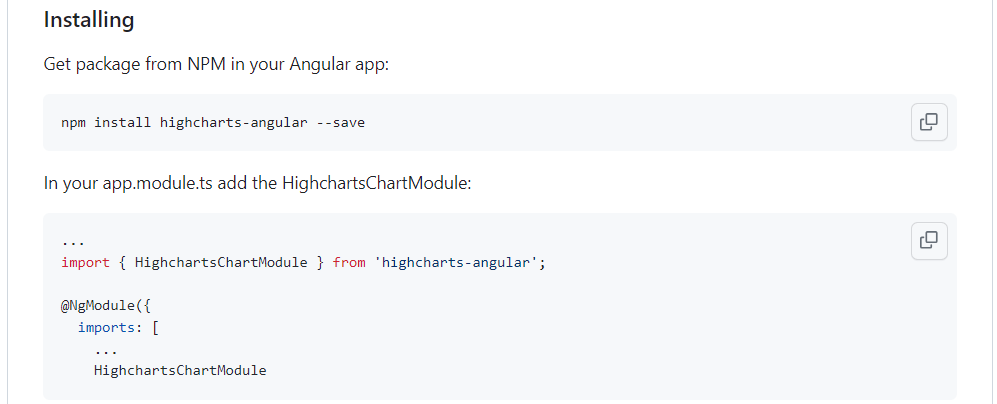 Installing
Get package from NPM in your Angular app:
npm install highcharts-angular --save
In your app.module.ts add the HighchartsChartModule:
...
import { HighchartsChartModule } from 'highcharts-angular';
@NgModule({
  imports: [
    ...
    HighchartsChartModule